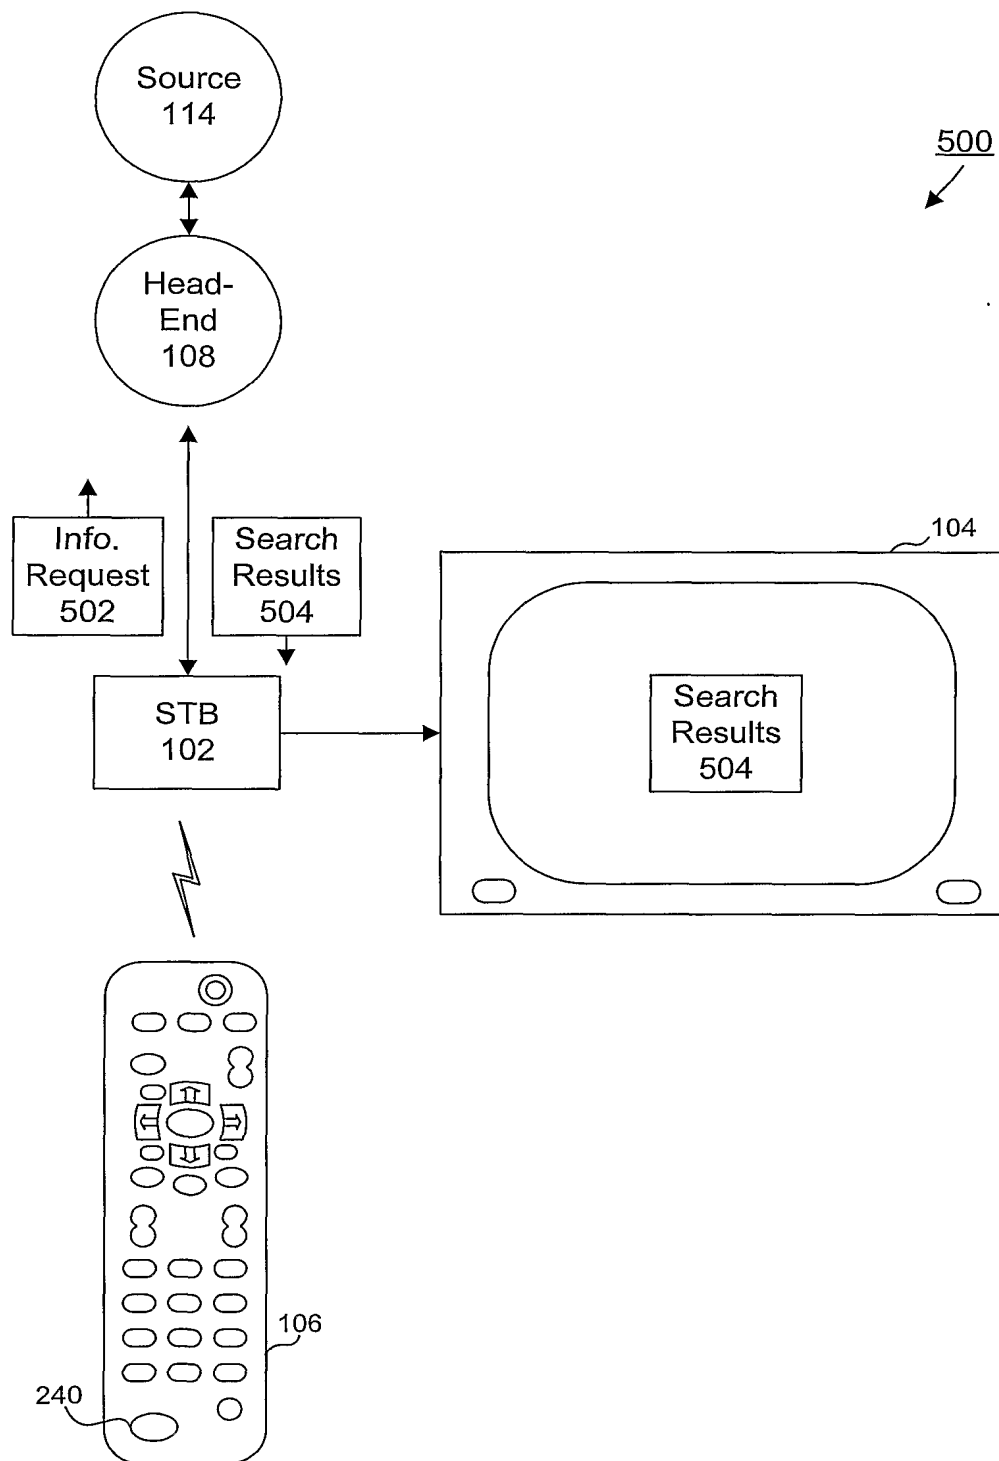 Source
114
500
Head-
End
108
Info.
Request
502
Search
Results
504
104
STB
102
Search
Results
504
106
240